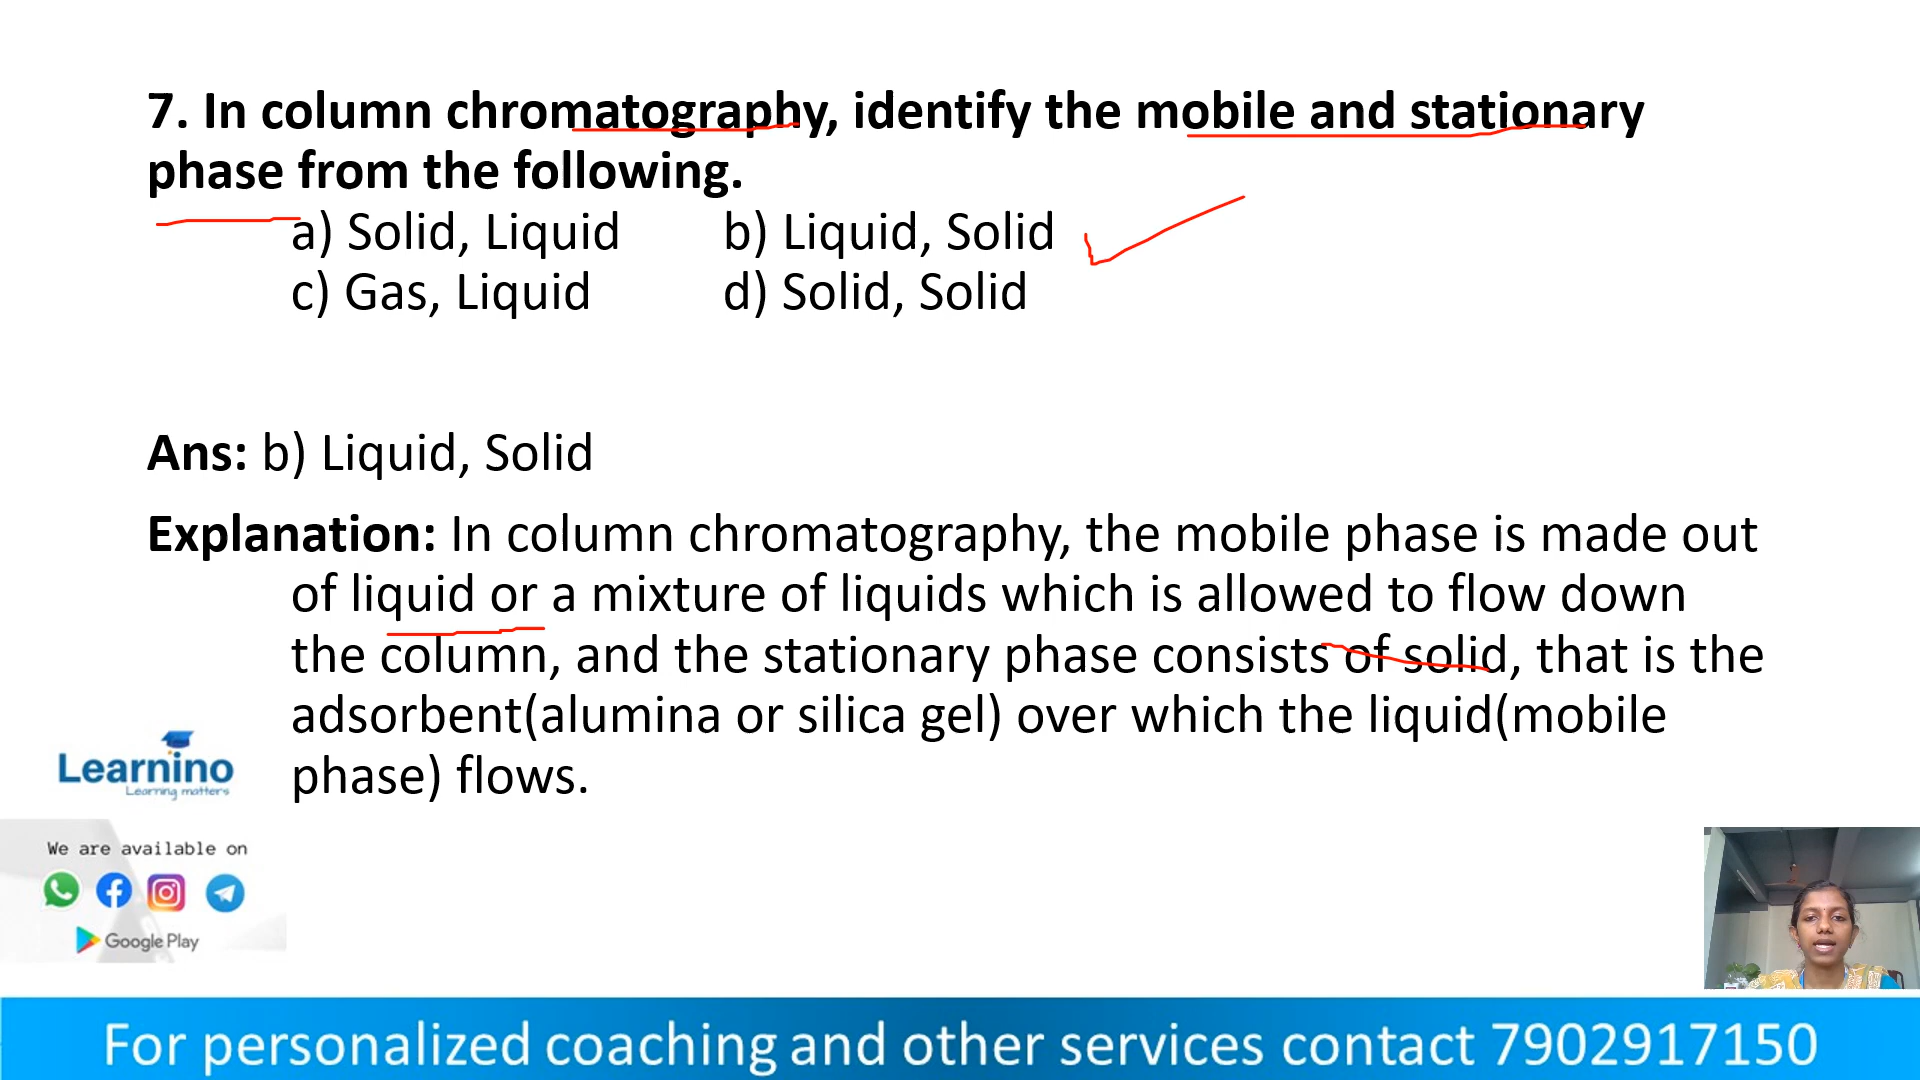 7. In column chromatography, identify the mobile and stationary
phase from the following.
a) Solid, Liquid b) Liquid, Solid
c) Gas, Liquid d) Solid, Solid
Ans: b) Liquid, Solid
Explanation: In column chromatography, the mobile phase is made out
of liquid or a mixture of liquids which is allowed to flow down
the column, and the stationary phase consists of solid, that is the
adsorbent(alumina or silica gel) over which the liquid(mobile
phase) flows.
Learnino
Learning matters
We are available on
Google Play
For personalized coaching and other services contact 7902917150